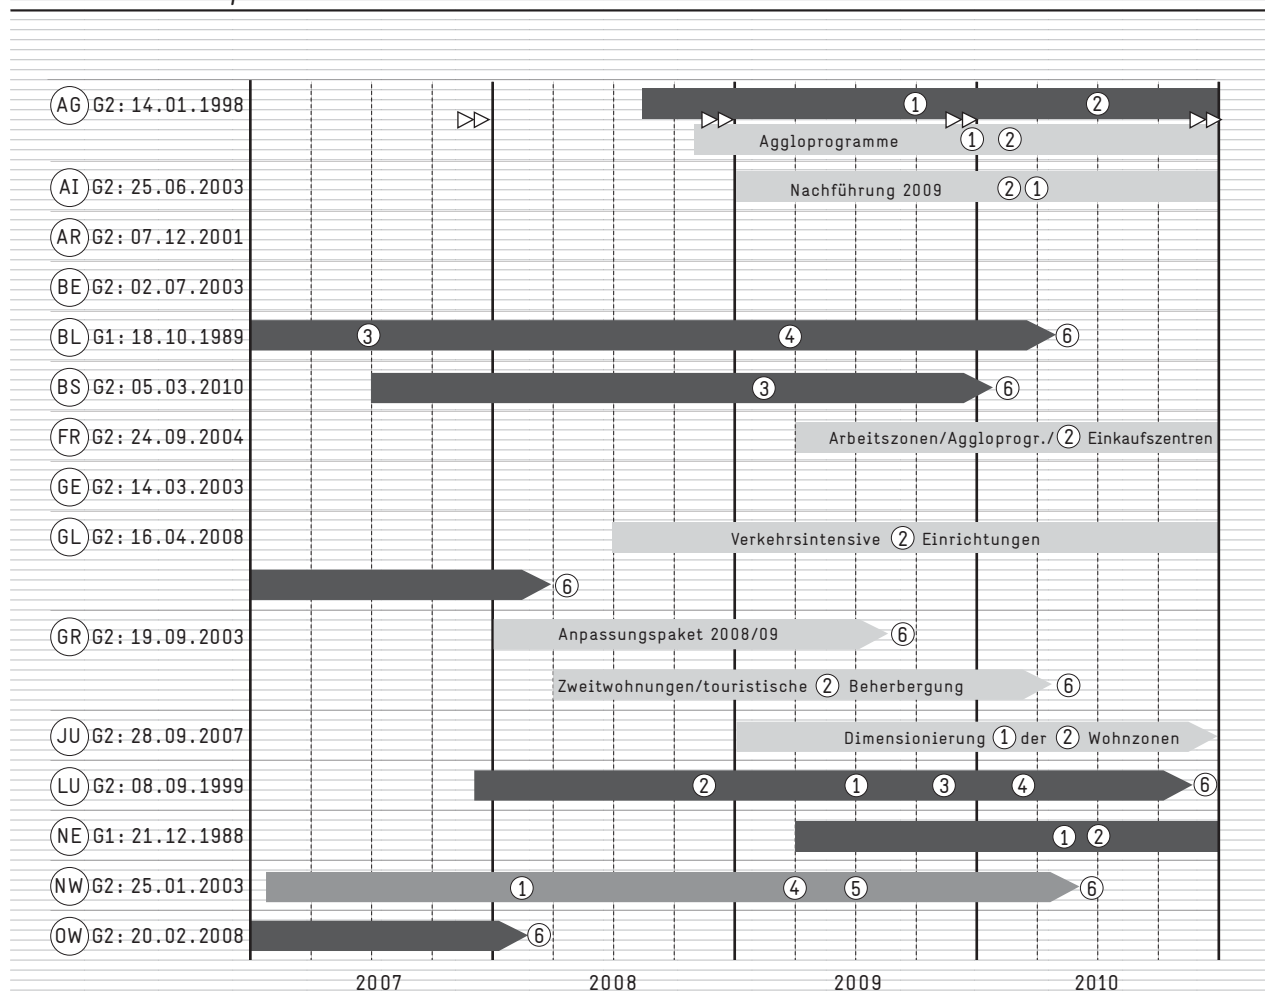 AG G2: 14.01.1998 1 2
Aggloprogramme 1 2
AI G2: 25.06.2003 Nachführung 2009 2 1
AR G2: 07.12.2001
BE G2: 02.07.2003
BL G1: 18.10.1989 3 4 6
BS G2: 05.03.2010 3 6
FR G2: 24.09.2004 Arbeitszonen/Aggloprogr./ 2 Einkaufszentren
GE G2: 14.03.2003
GL G2: 16.04.2008 Verkehrsintensive 2 Einrichtungen
6
GR G2: 19.09.2003 Anpassungspaket 2008/09 6
Zweitwohnungen/touristische 2 Beherbergung 6
JU G2: 28.09.2007 Dimensionierung 1 der 2 Wohnzonen
LU G2: 08.09.1999 2 1 3 4 6
NE G1: 21.12.1988 1 2
NW G2: 25.01.2003 1 4 5 6
OW G2: 20.02.2008 6
2007 2008 2009 2010